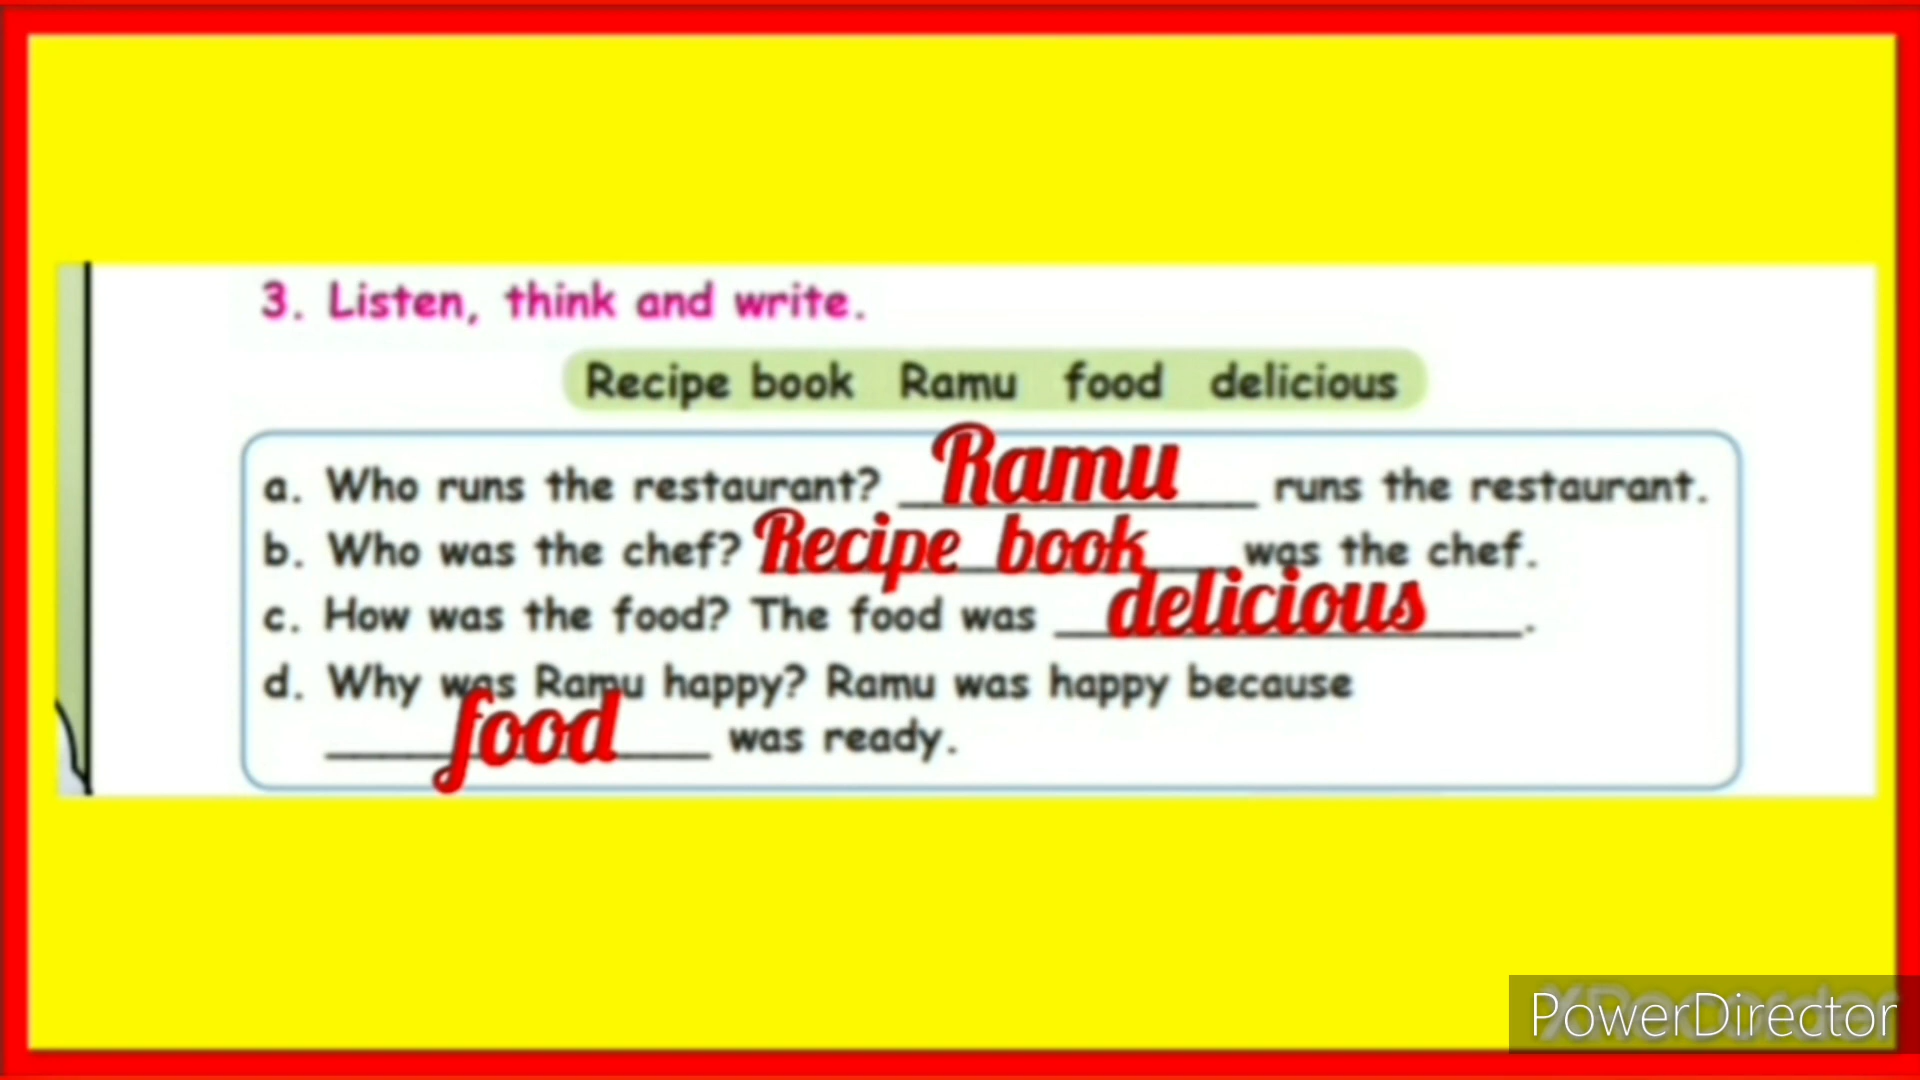 3. Listen, think and write.
Recipe book Ramu food delicious
a. Who runs the restaurant? Ramu runs the restaurant.
b. Who was the chef? Recipe book was the chef.
c. How was the food? The food was delicious.
d. Why was Ramu happy? Ramu was happy because
food was ready.
PowerDirector